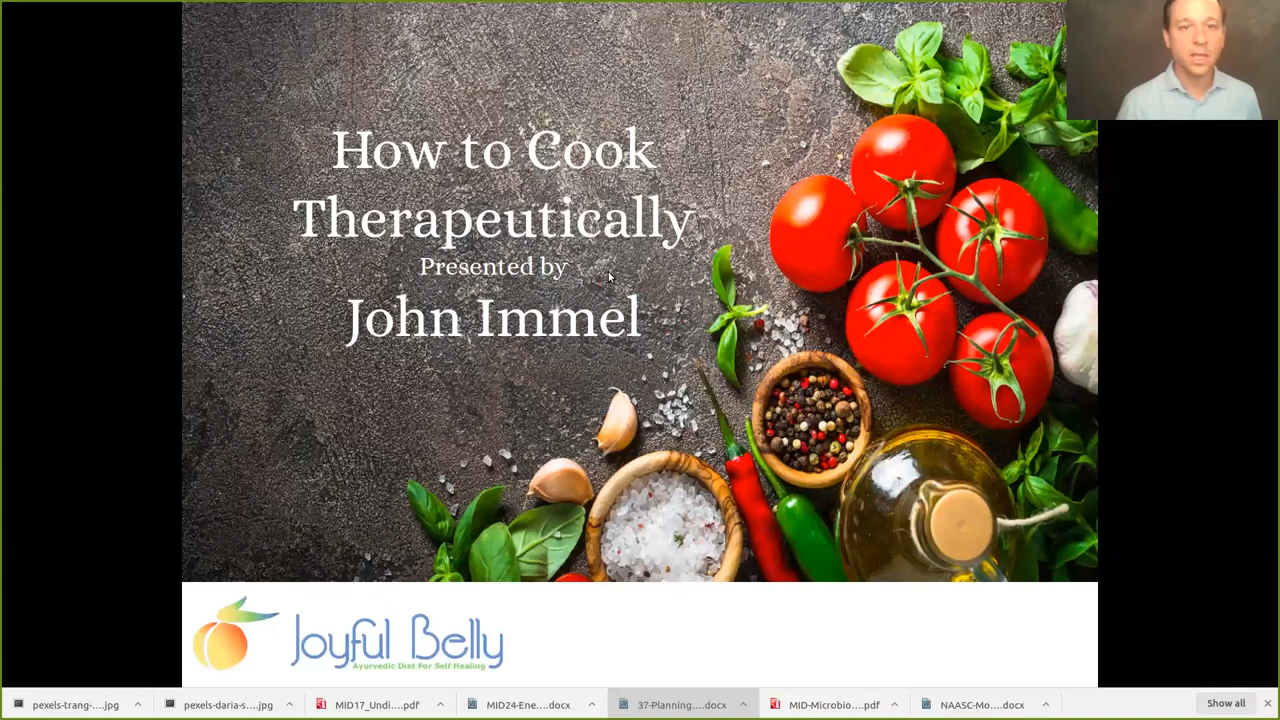 How to Cook
Therapeutically
Presented by
John Immel
Joyful Belly
Ayurvedic Diet For Self Healing
pexels-trang-....jpg
pexels-daria-s....jpg
MID17_Undi....pdf
MID24-Ene....docx
37-Planning....docx
MID-Microbio....pdf
NAASC-Mo....docx
Show all